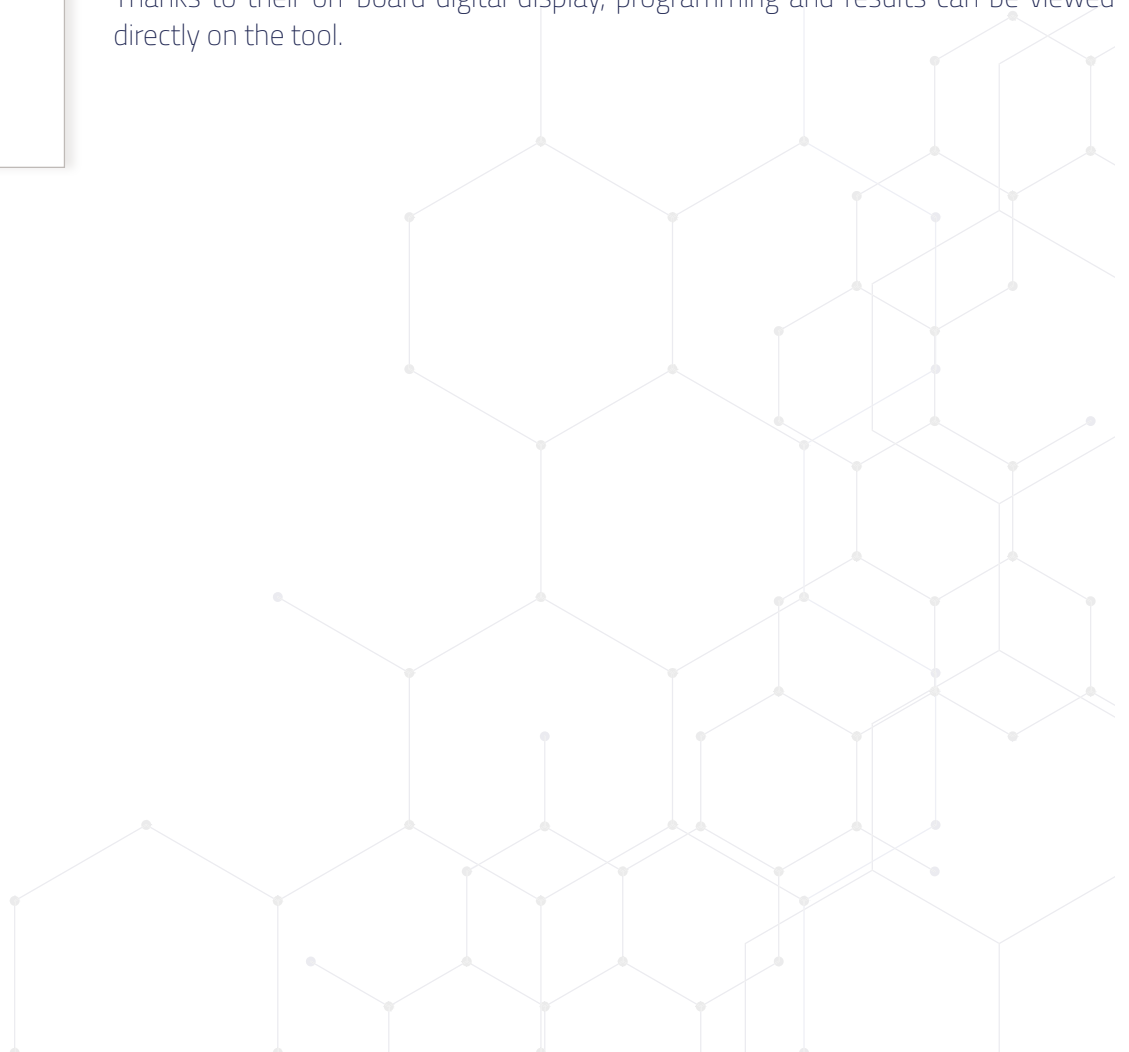 Thanks to their on-board digital display, programming and results can be viewed
directly on the tool.